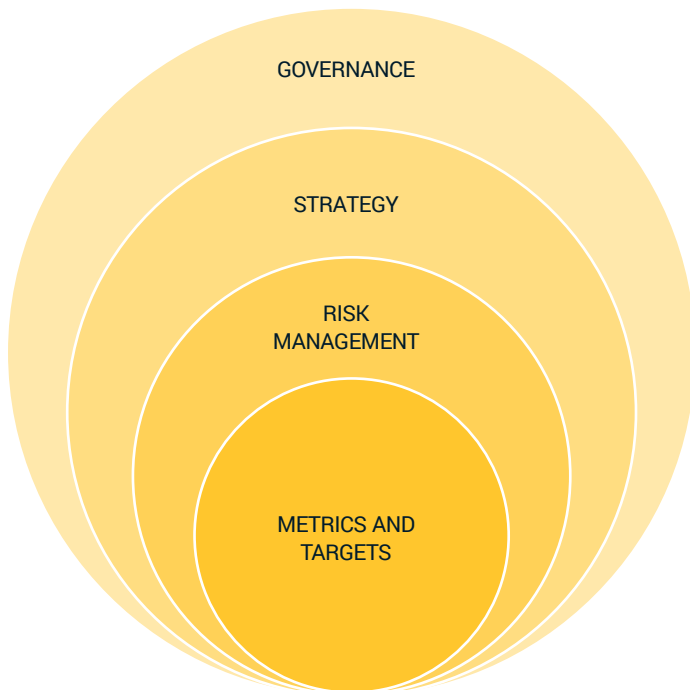 GOVERNANCE
STRATEGY
RISK
MANAGEMENT
METRICS AND
TARGETS